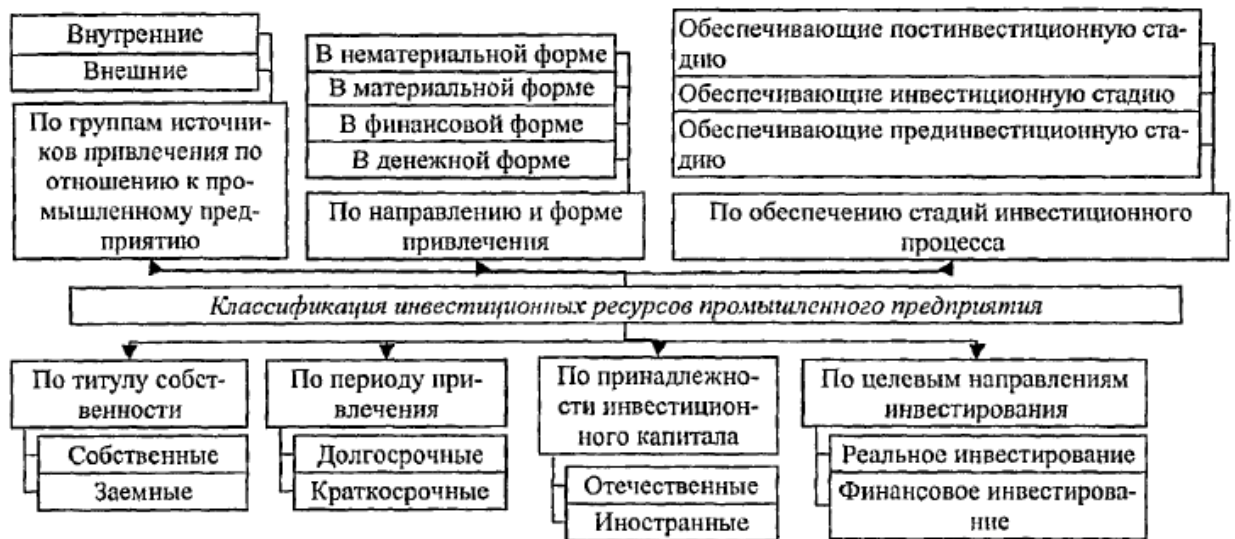 Внутренние
Внешние
По группам источни-
ков привлечения по
отношению к про-
мышленному пред-
приятию
В нематериальной форме
В материальной форме
В финансовой форме
В денежной форме
По направлению и форме
привлечения
Обеспечивающие постинвестиционную ста-
дию
Обеспечивающие инвестиционную стадию
Обеспечивающие прединвестиционную ста-
дию
По обеспечению стадий инвестиционного
процесса
Классификация инвестиционных ресурсов промышленного предприятия
По титулу собст-
венности
Собственные
Заемные
По периоду при-
влечения
Долгосрочные
Краткосрочные
По принадлежно-
сти инвестицион-
ного капитала
Отечественные
Иностранные
По целевым направлениям
инвестирования
Реальное инвестирование
Финансовое инвестирова-
ние